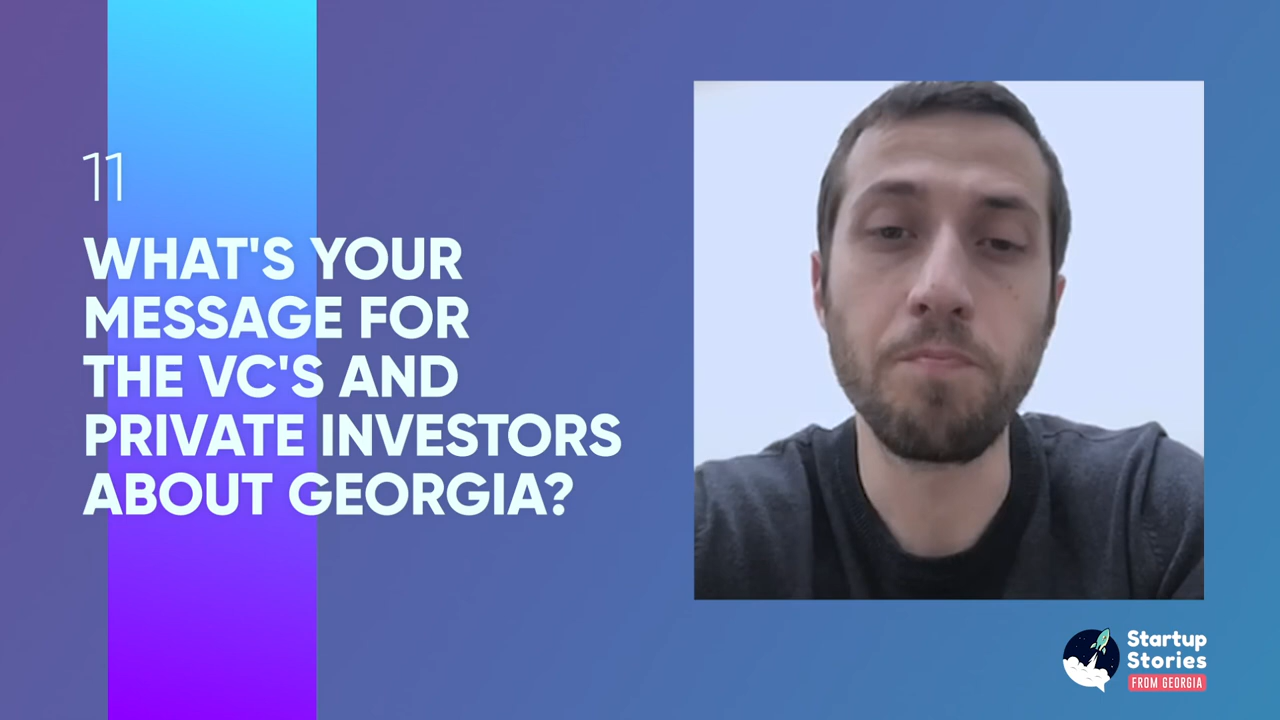 11
WHAT'S YOUR
MESSAGE FOR
THE VC'S AND
PRIVATE INVESTORS
ABOUT GEORGIA?
Startup
Stories
FROM GEORGIA